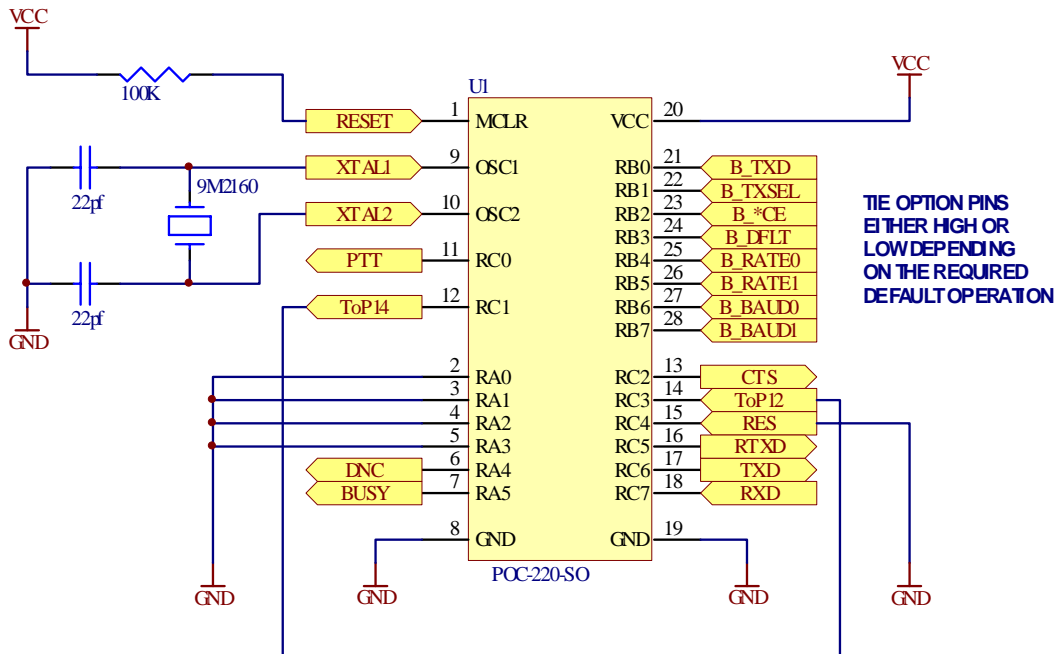 VCC
100K
22pf
9M2160
22pf
GND
RESET
XTAL1
XTAL2
PTT
ToP14
DNC
BUSY
U1
1 MCLR
9 OSC1
10 OSC2
11 RC0
12 RC1
2 RA0
3 RA1
4 RA2
5 RA3
6 RA4
7 RA5
8 GND
VCC 20
RB0 21
RB1 22
RB2 23
RB3 24
RB4 25
RB5 26
RB6 27
RB7 28
RC2 13
RC3 14
RC4 15
RC5 16
RC6 17
RC7 18
GND 19
POC-220-SO
B_TXD
B_TXSEL
B_*CE
B_DFLT
B_RATE0
B_RATE1
B_BAUD0
B_BAUD1
CTS
ToP12
RES
RTXD
TXD
RXD
VCC
TIE OPTION PINS
EITHER HIGH OR
LOW DEPENDING
ON THE REQUIRED
DEFAULT OPERATION
GND
GND
GND
GND